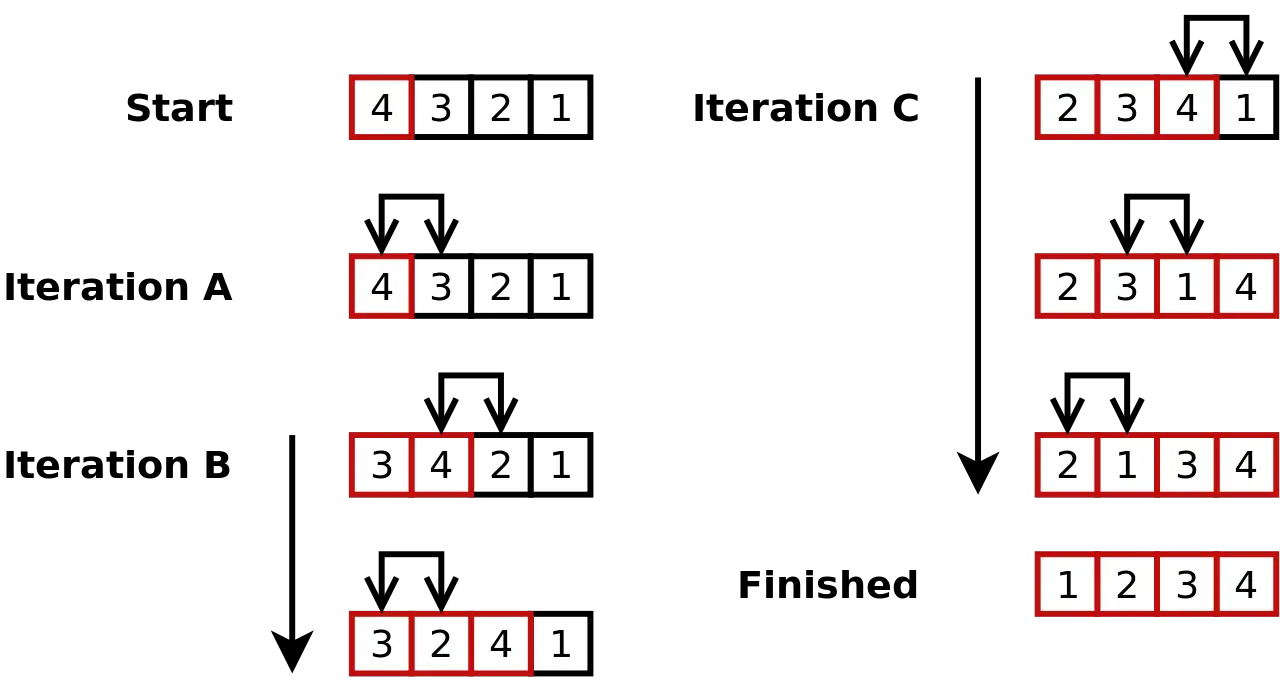 Start
4 3 2 1
Iteration A
4 3 2 1
Iteration B
3 4 2 1
3 2 4 1
Iteration C
2 3 4 1
2 3 1 4
2 1 3 4
Finished
1 2 3 4